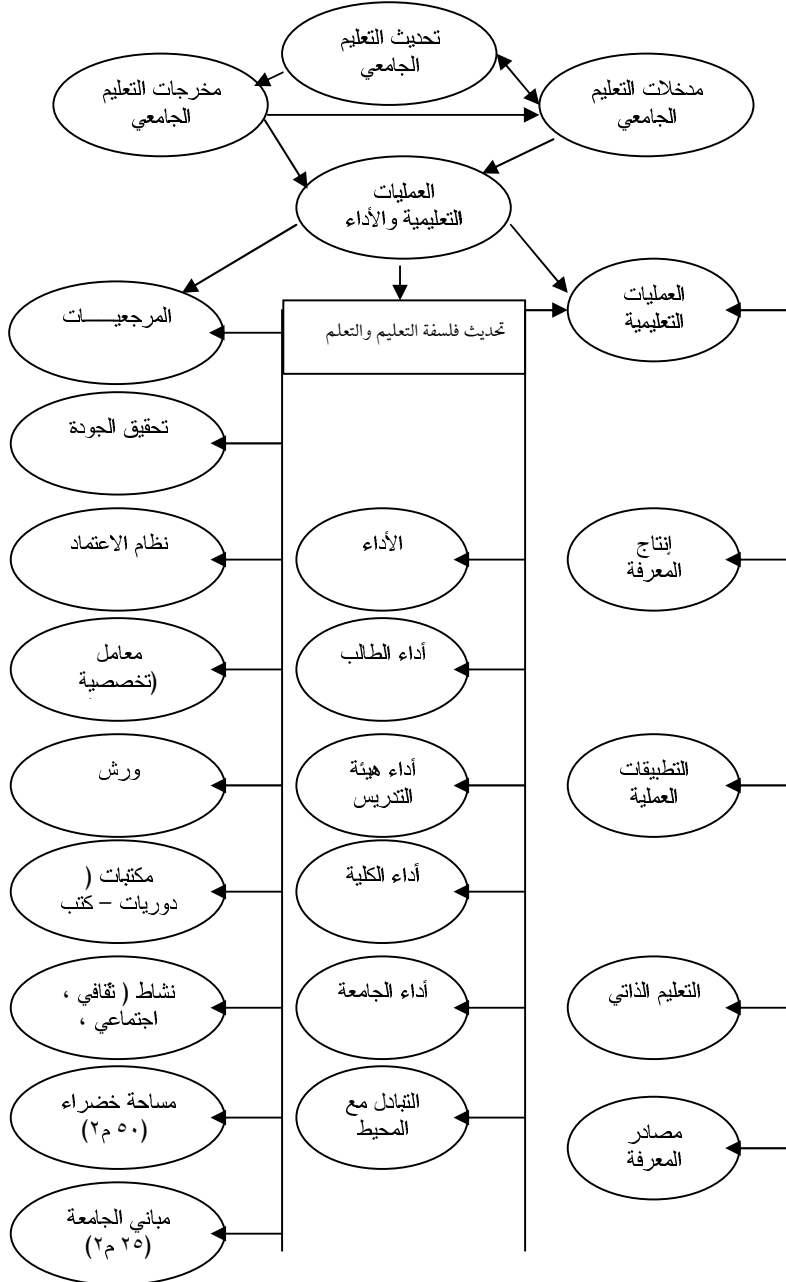 تحديث التعليم
الجامعي
مدخلات التعليم
الجامعي
مخرجات التعليم
الجامعي
العمليات
التعليمية والأداء
العمليات
التعليمية
تحديث فلسفة التعليم والتعلم
المرجعيـــــات
تحقيق الجودة
إنتاج
المعرفة
الأداء
نظام الاعتماد
أداء الطالب
معامل
(تخصصية
التطبيقات
العملية
أداء هيئة
التدريس
ورش
أداء الكلية
مكتبات (
دوريات – كتب
التعليم الذاتي
أداء الجامعة
نشاط ( ثقافي ،
اجتماعي ،
مصادر
المعرفة
التبادل مع
المحيط
مساحة خضراء
(٥٠ م٢)
مباني الجامعة
(٢٥ م٢)